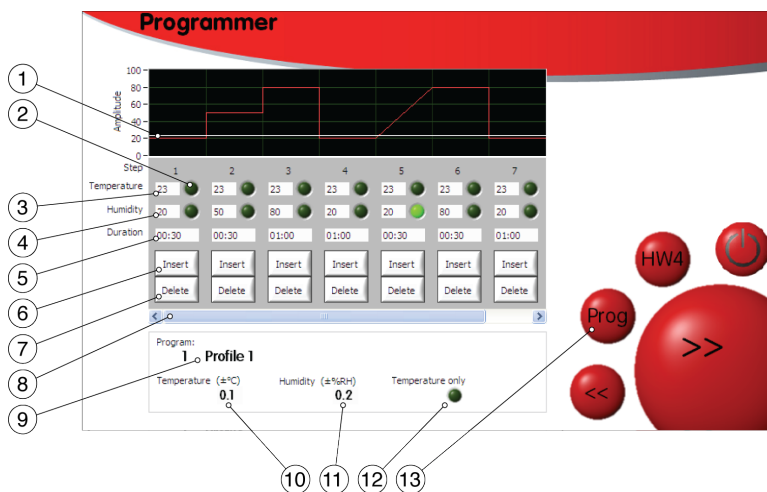 Programmer
Amplitude
100
80
60
40
20
0
Step 1 2 3 4 5 6 7
Temperature 23 23 23 23 23 23 23
Humidity 20 50 80 20 20 80 20
Duration 00:30 00:30 01:00 01:00 00:30 00:30 01:00
Insert Insert Insert Insert Insert Insert Insert
Delete Delete Delete Delete Delete Delete Delete
Program:
1 Profile 1
Temperature (±°C) Humidity (±%RH) Temperature only
0.1 0.2
HW4
Prog
>>
<<
1
2
3
4
5
6
7
8
9
10 11 12 13